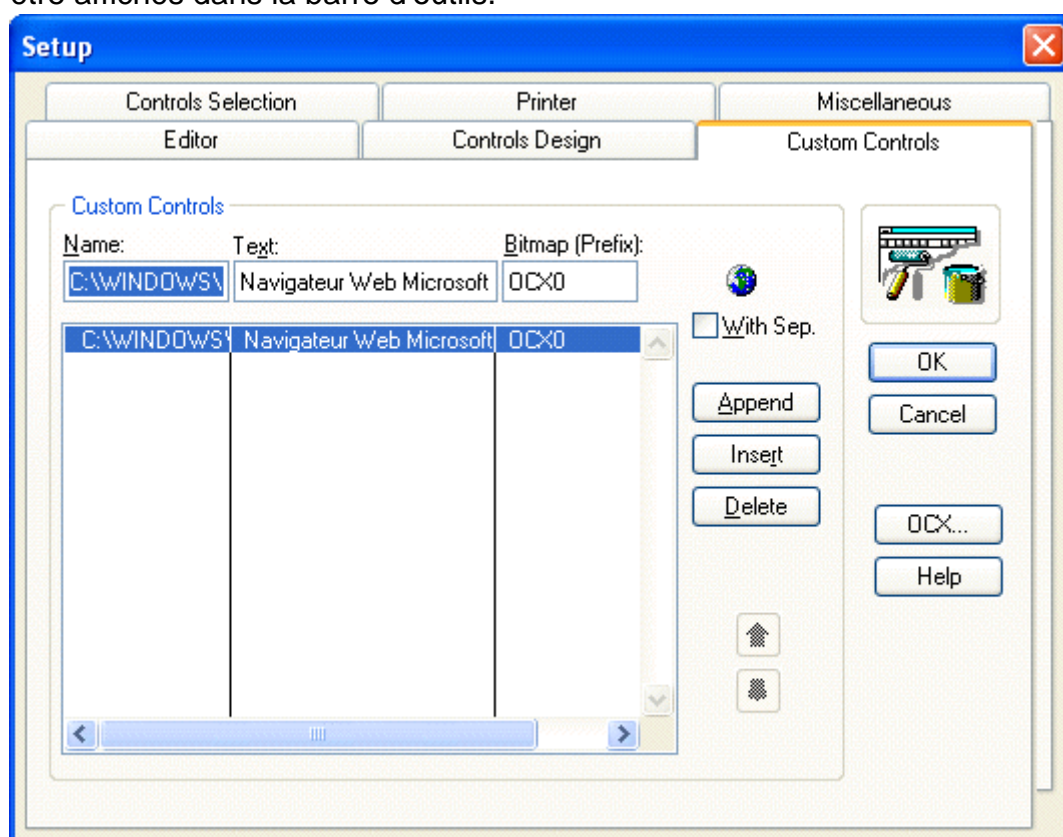 être affichés dans la barre d'outils.
Setup
Controls Selection
Printer
Miscellaneous
Editor
Controls Design
Custom Controls
Custom Controls
Name:
Text:
Bitmap (Prefix):
C:\WINDOWS\
Navigateur Web Microsoft
OCX0
With Sep.
C:\WINDOWS\
Navigateur Web Microsoft
OCX0
OK
Append
Cancel
Insert
Delete
OCX...
Help